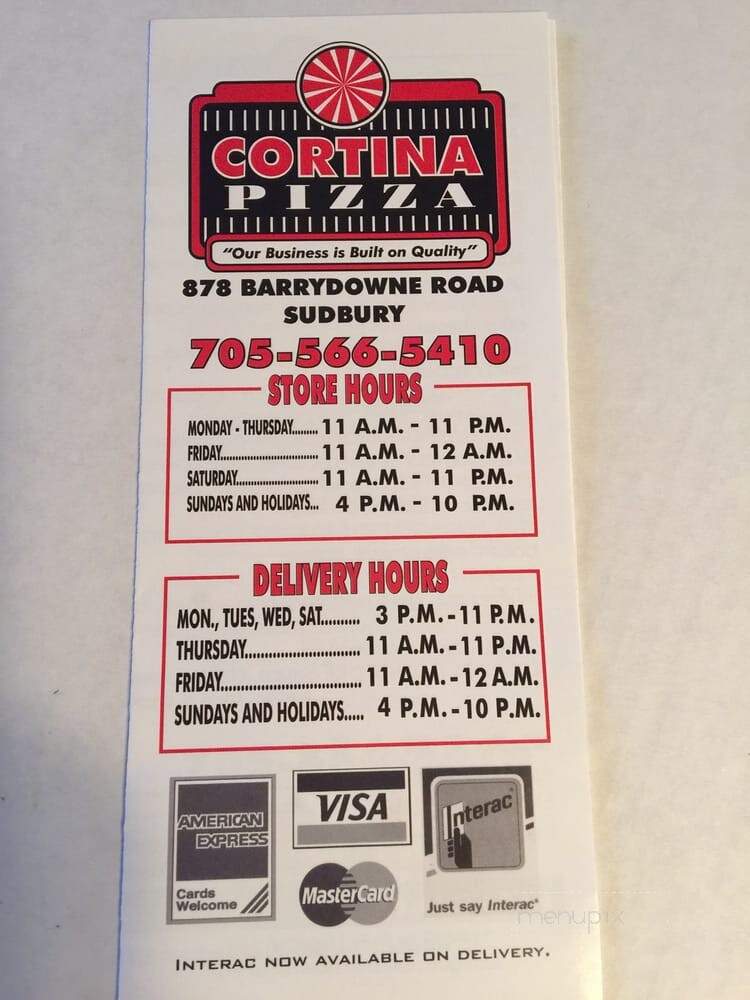 CORTINA
PIZZA
"Our Business is Built on Quality"
878 BARRYDOWNE ROAD
SUDBURY
705-566-5410
STORE HOURS
MONDAY - THURSDAY......... 11 A.M. - 11 P.M.
FRIDAY............................... 11 A.M. - 12 A.M.
SATURDAY.......................... 11 A.M. - 11 P.M.
SUNDAYS AND HOLIDAYS... 4 P.M. - 10 P.M.
DELIVERY HOURS
MON., TUES, WED, SAT.......... 3 P.M. - 11 P.M.
THURSDAY............................. 11 A.M. - 11 P.M.
FRIDAY.................................... 11 A.M. - 12 A.M.
SUNDAYS AND HOLIDAYS..... 4 P.M. - 10 P.M.
AMERICAN
EXPRESS
Cards
Welcome
VISA
MasterCard
Interac
Just say Interac*
menupix
INTERAC NOW AVAILABLE ON DELIVERY.